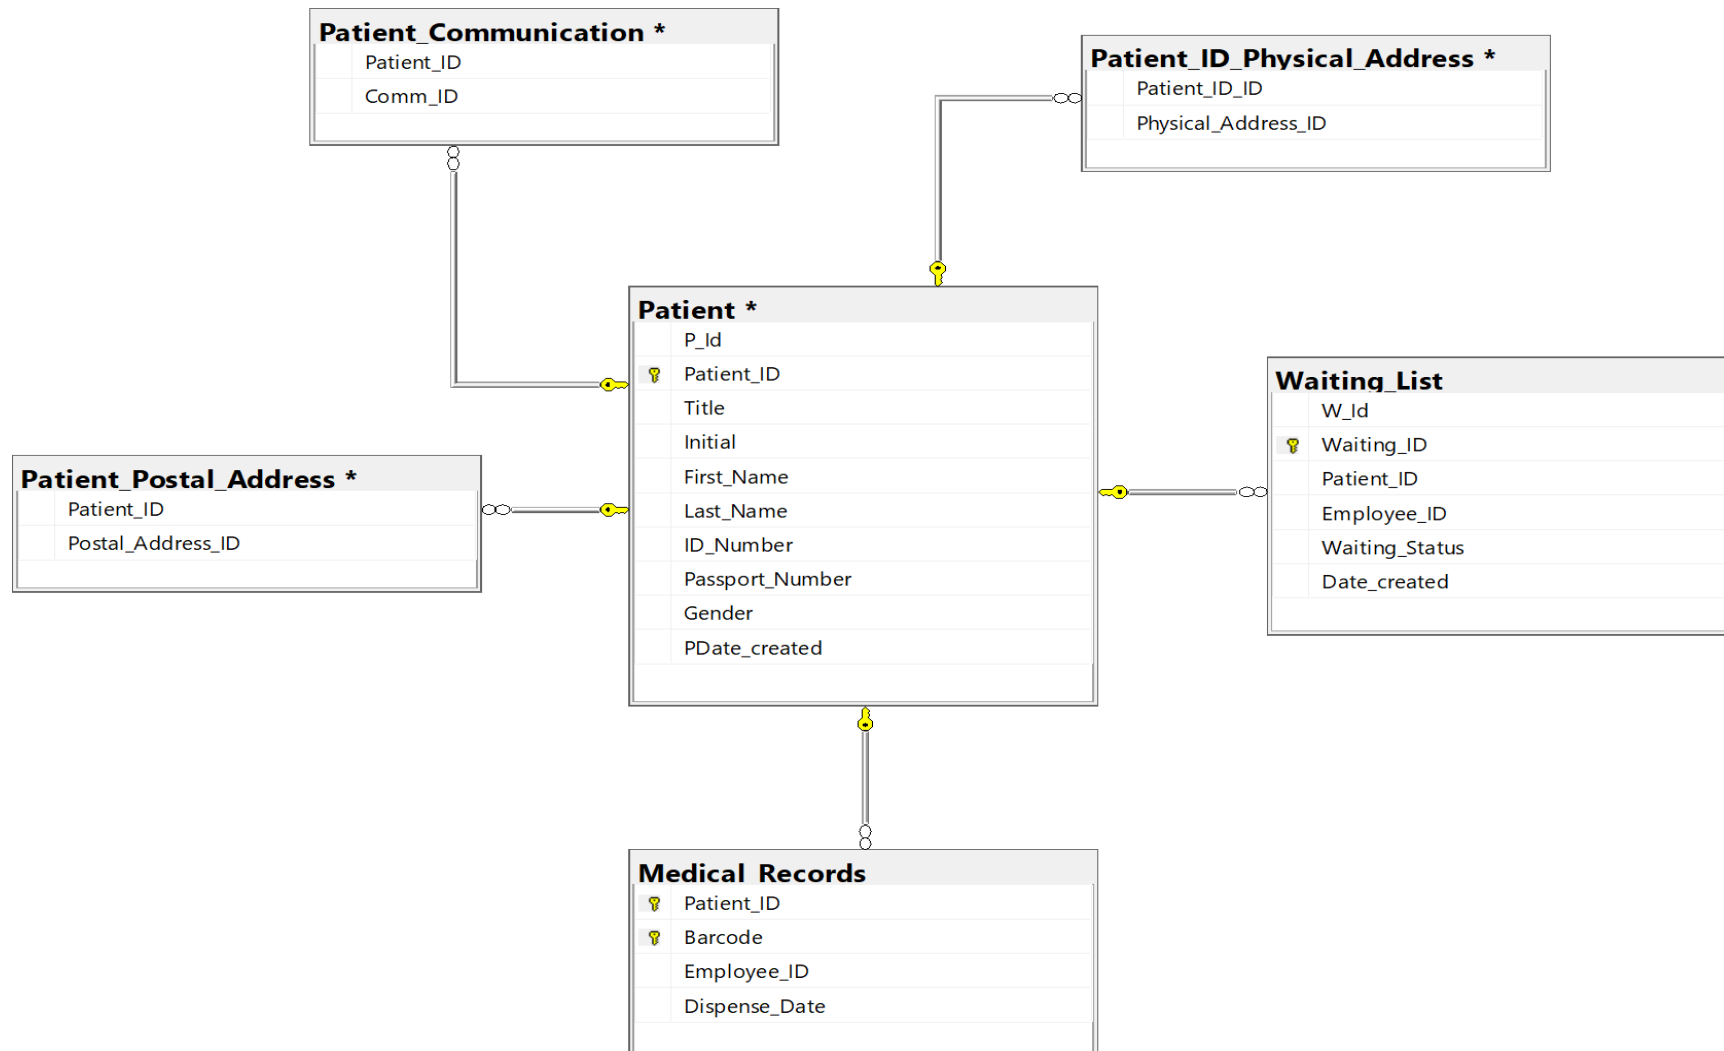 Patient_Communication *
Patient_ID
Comm_ID
Patient_ID_Physical_Address *
Patient_ID_ID
Physical_Address_ID
Patient *
P_Id
Patient_ID
Title
Initial
First_Name
Last_Name
ID_Number
Passport_Number
Gender
PDate_created
Waiting_List
W_Id
Waiting_ID
Patient_ID
Employee_ID
Waiting_Status
Date_created
Patient_Postal_Address *
Patient_ID
Postal_Address_ID
Medical_Records
Patient_ID
Barcode
Employee_ID
Dispense_Date